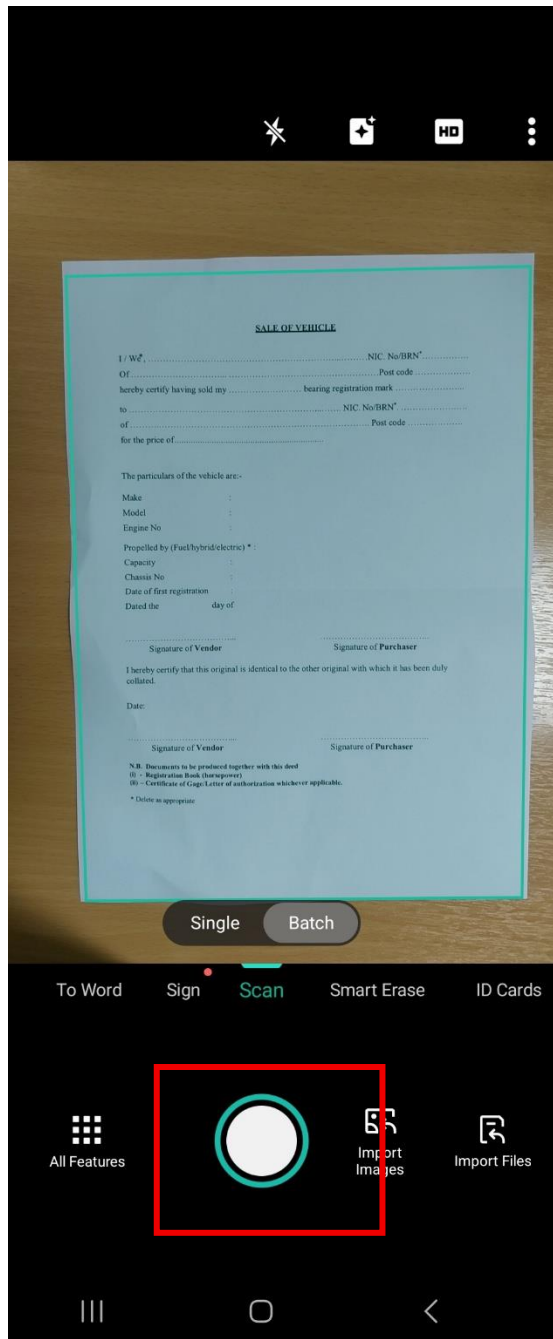 HD
SALE OF VEHICLE
I / We*, ........................................ NIC. No/BRN* ................
Of ........................................ Post code ................
hereby certify having sold my ........................ bearing registration mark ........................
to ........................................ NIC. No/BRN* ........................
of ........................................ Post code ................
for the price of ........................................
The particulars of the vehicle are:-
Make :
Model :
Engine No :
Propelled by (Fuel/hybrid/electric) * :
Capacity :
Chassis No :
Date of first registration
Dated the day of
Signature of Vendor Signature of Purchaser
I hereby certify that this original is identical to the other original with which it has been duly
collated.
Date:
Signature of Vendor Signature of Purchaser
N.B. Documents to be produced together with this deed
(i) - Registration Book (horsepower)
(ii) – Certificate of Gage/Letter of authorization whichever applicable.
* Delete as appropriate
Single Batch
To Word Sign Scan Smart Erase ID Cards
All Features Import Images Import Files